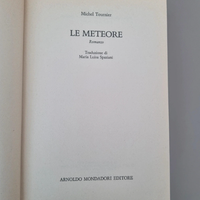 Michel Tournier
LE METEORE
Romanzo
Traduzione di
Maria Luisa Spaziani
ARNOLDO MONDADORI EDITORE